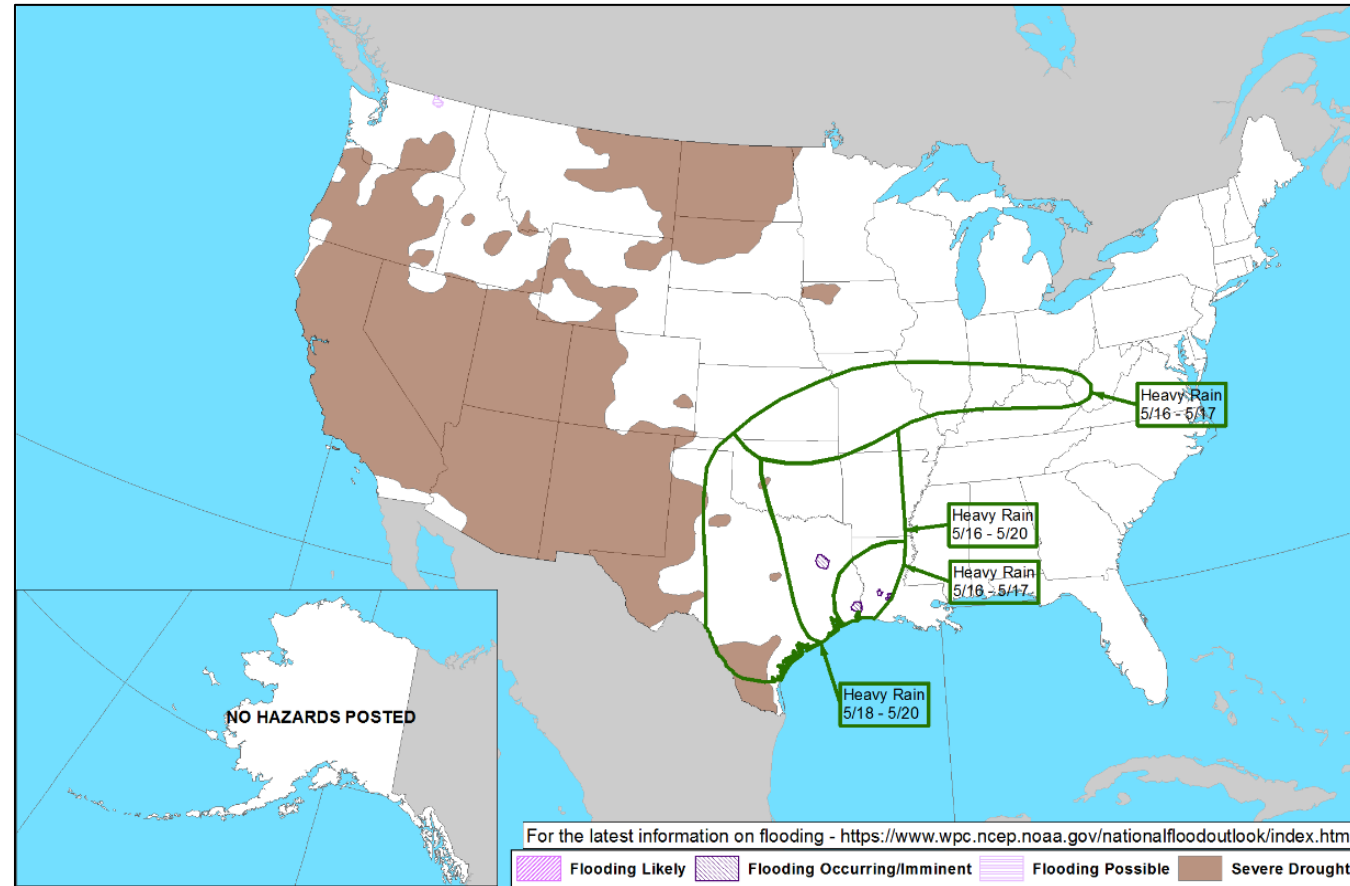 Heavy Rain
5/16 - 5/17
Heavy Rain
5/16 - 5/20
Heavy Rain
5/16 - 5/17
Heavy Rain
5/18 - 5/20
NO HAZARDS POSTED
For the latest information on flooding - https://www.wpc.ncep.noaa.gov/nationalfloodoutlook/index.htm
Flooding Likely Flooding Occurring/Imminent Flooding Possible Severe Drought